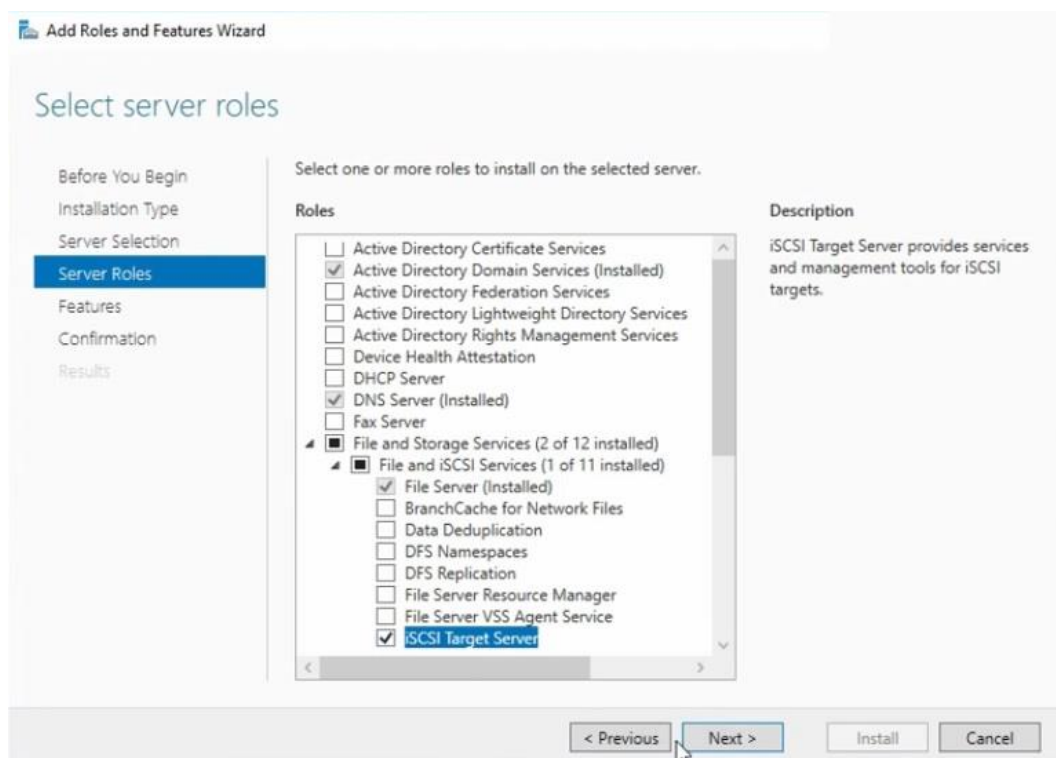 Add Roles and Features Wizard
Select server roles
Before You Begin
Installation Type
Server Selection
Server Roles
Features
Confirmation
Results
Select one or more roles to install on the selected server.
Roles
Active Directory Certificate Services
Active Directory Domain Services (Installed)
Active Directory Federation Services
Active Directory Lightweight Directory Services
Active Directory Rights Management Services
Device Health Attestation
DHCP Server
DNS Server (Installed)
Fax Server
File and Storage Services (2 of 12 installed)
File and iSCSI Services (1 of 11 installed)
File Server (Installed)
BranchCache for Network Files
Data Deduplication
DFS Namespaces
DFS Replication
File Server Resource Manager
File Server VSS Agent Service
iSCSI Target Server
Description
iSCSI Target Server provides services
and management tools for iSCSI
targets.
< Previous
Next >
Install
Cancel